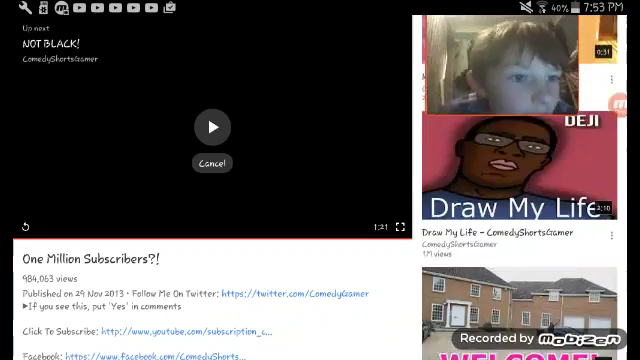 40% 7:53 PM
Up next
NOT BLACK!
ComedyShortsGamer
Cancel
1:21
One Million Subscribers?!
984,063 views
Published on 29 Nov 2013 • Follow Me On Twitter: https://twitter.com/ComedyGamer
►If you see this, put 'Yes' in comments
Click To Subscribe: http://www.youtube.com/subscription_c...
Facebook: https://www.facebook.com/ComedyShorts...
0:31
DEJI
Draw My Life
2:10
Draw My Life - ComedyShortsGamer
ComedyShortsGamer
1M views
Recorded by mobizen
WELCOME!